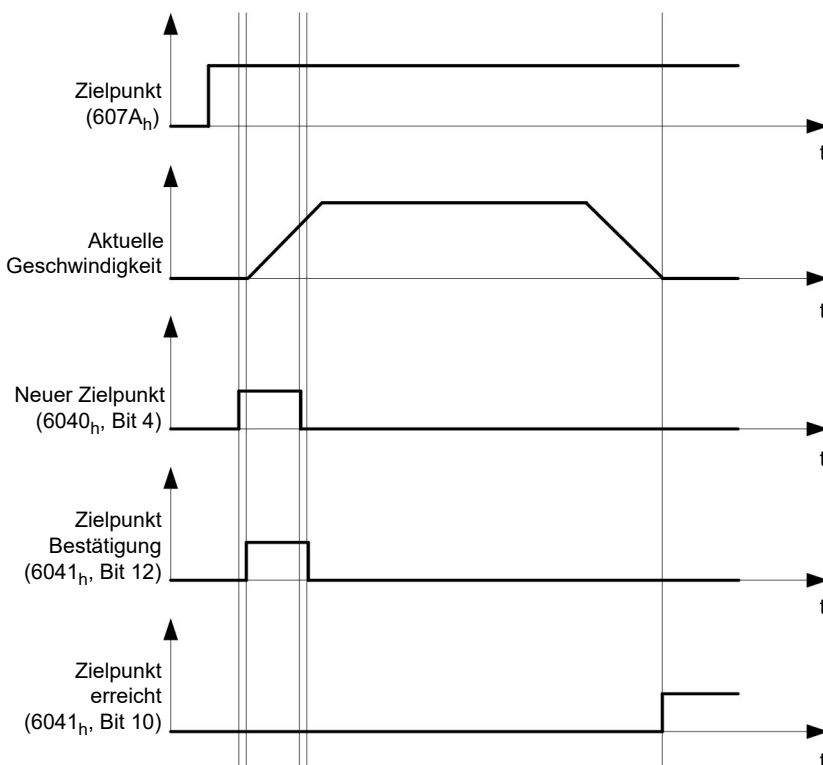 Zielpunkt
(607Ah)
t
Aktuelle
Geschwindigkeit
t
Neuer Zielpunkt
(6040h, Bit 4)
t
Zielpunkt
Bestätigung
(6041h, Bit 12)
t
Zielpunkt
erreicht
(6041h, Bit 10)
t